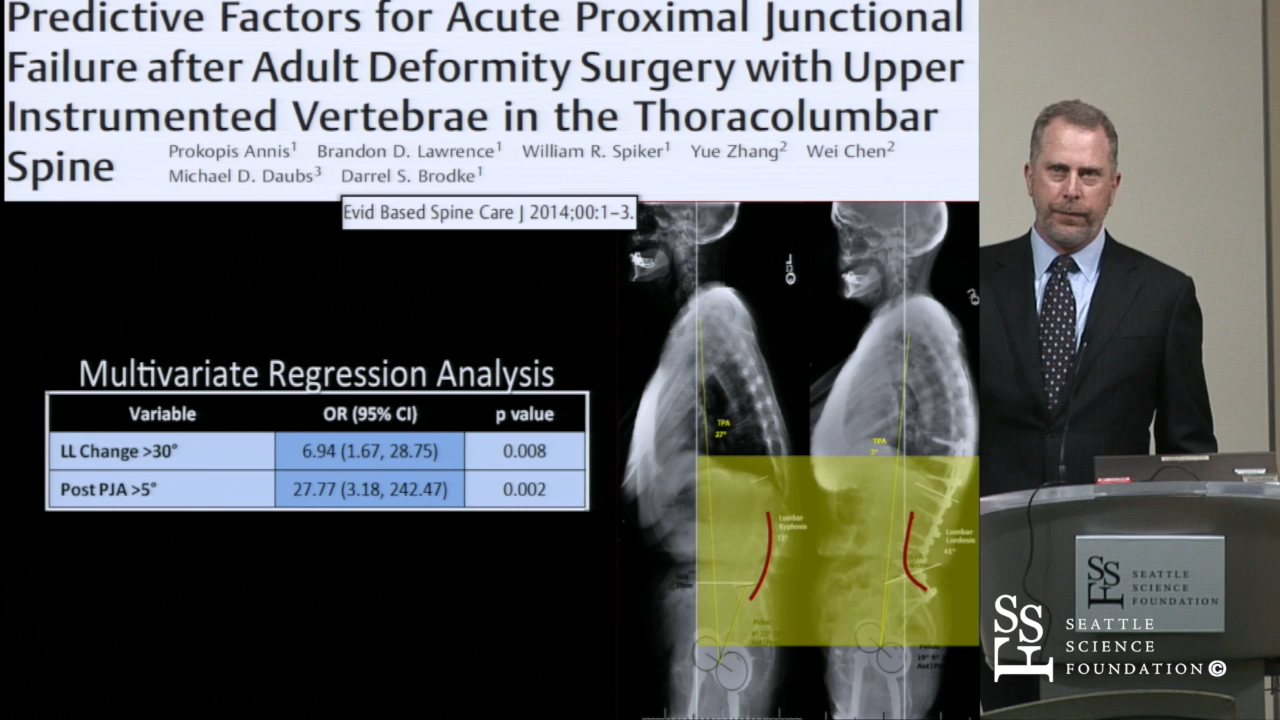 Predictive Factors for Acute Proximal Junctional
Failure after Adult Deformity Surgery with Upper
Instrumented Vertebrae in the Thoracolumbar
Spine
Prokopis Annis¹ Brandon D. Lawrence¹ William R. Spiker¹ Yue Zhang² Wei Chen²
Michael D. Daubs³ Darrel S. Brodke¹
Evid Based Spine Care J 2014;00:1–3.
Multivariate Regression Analysis
Variable OR (95% CI) p value
LL Change >30° 6.94 (1.67, 28.75) 0.008
Post PJA >5° 27.77 (3.18, 242.47) 0.002
TPA
27°
TPA
3°
Lumbar
Kyphosis
11°
Lumbar
Lordosis
41°
SEATTLE
SCIENCE
FOUNDATION
SSF
SEATTLE
SCIENCE
FOUNDATION ©